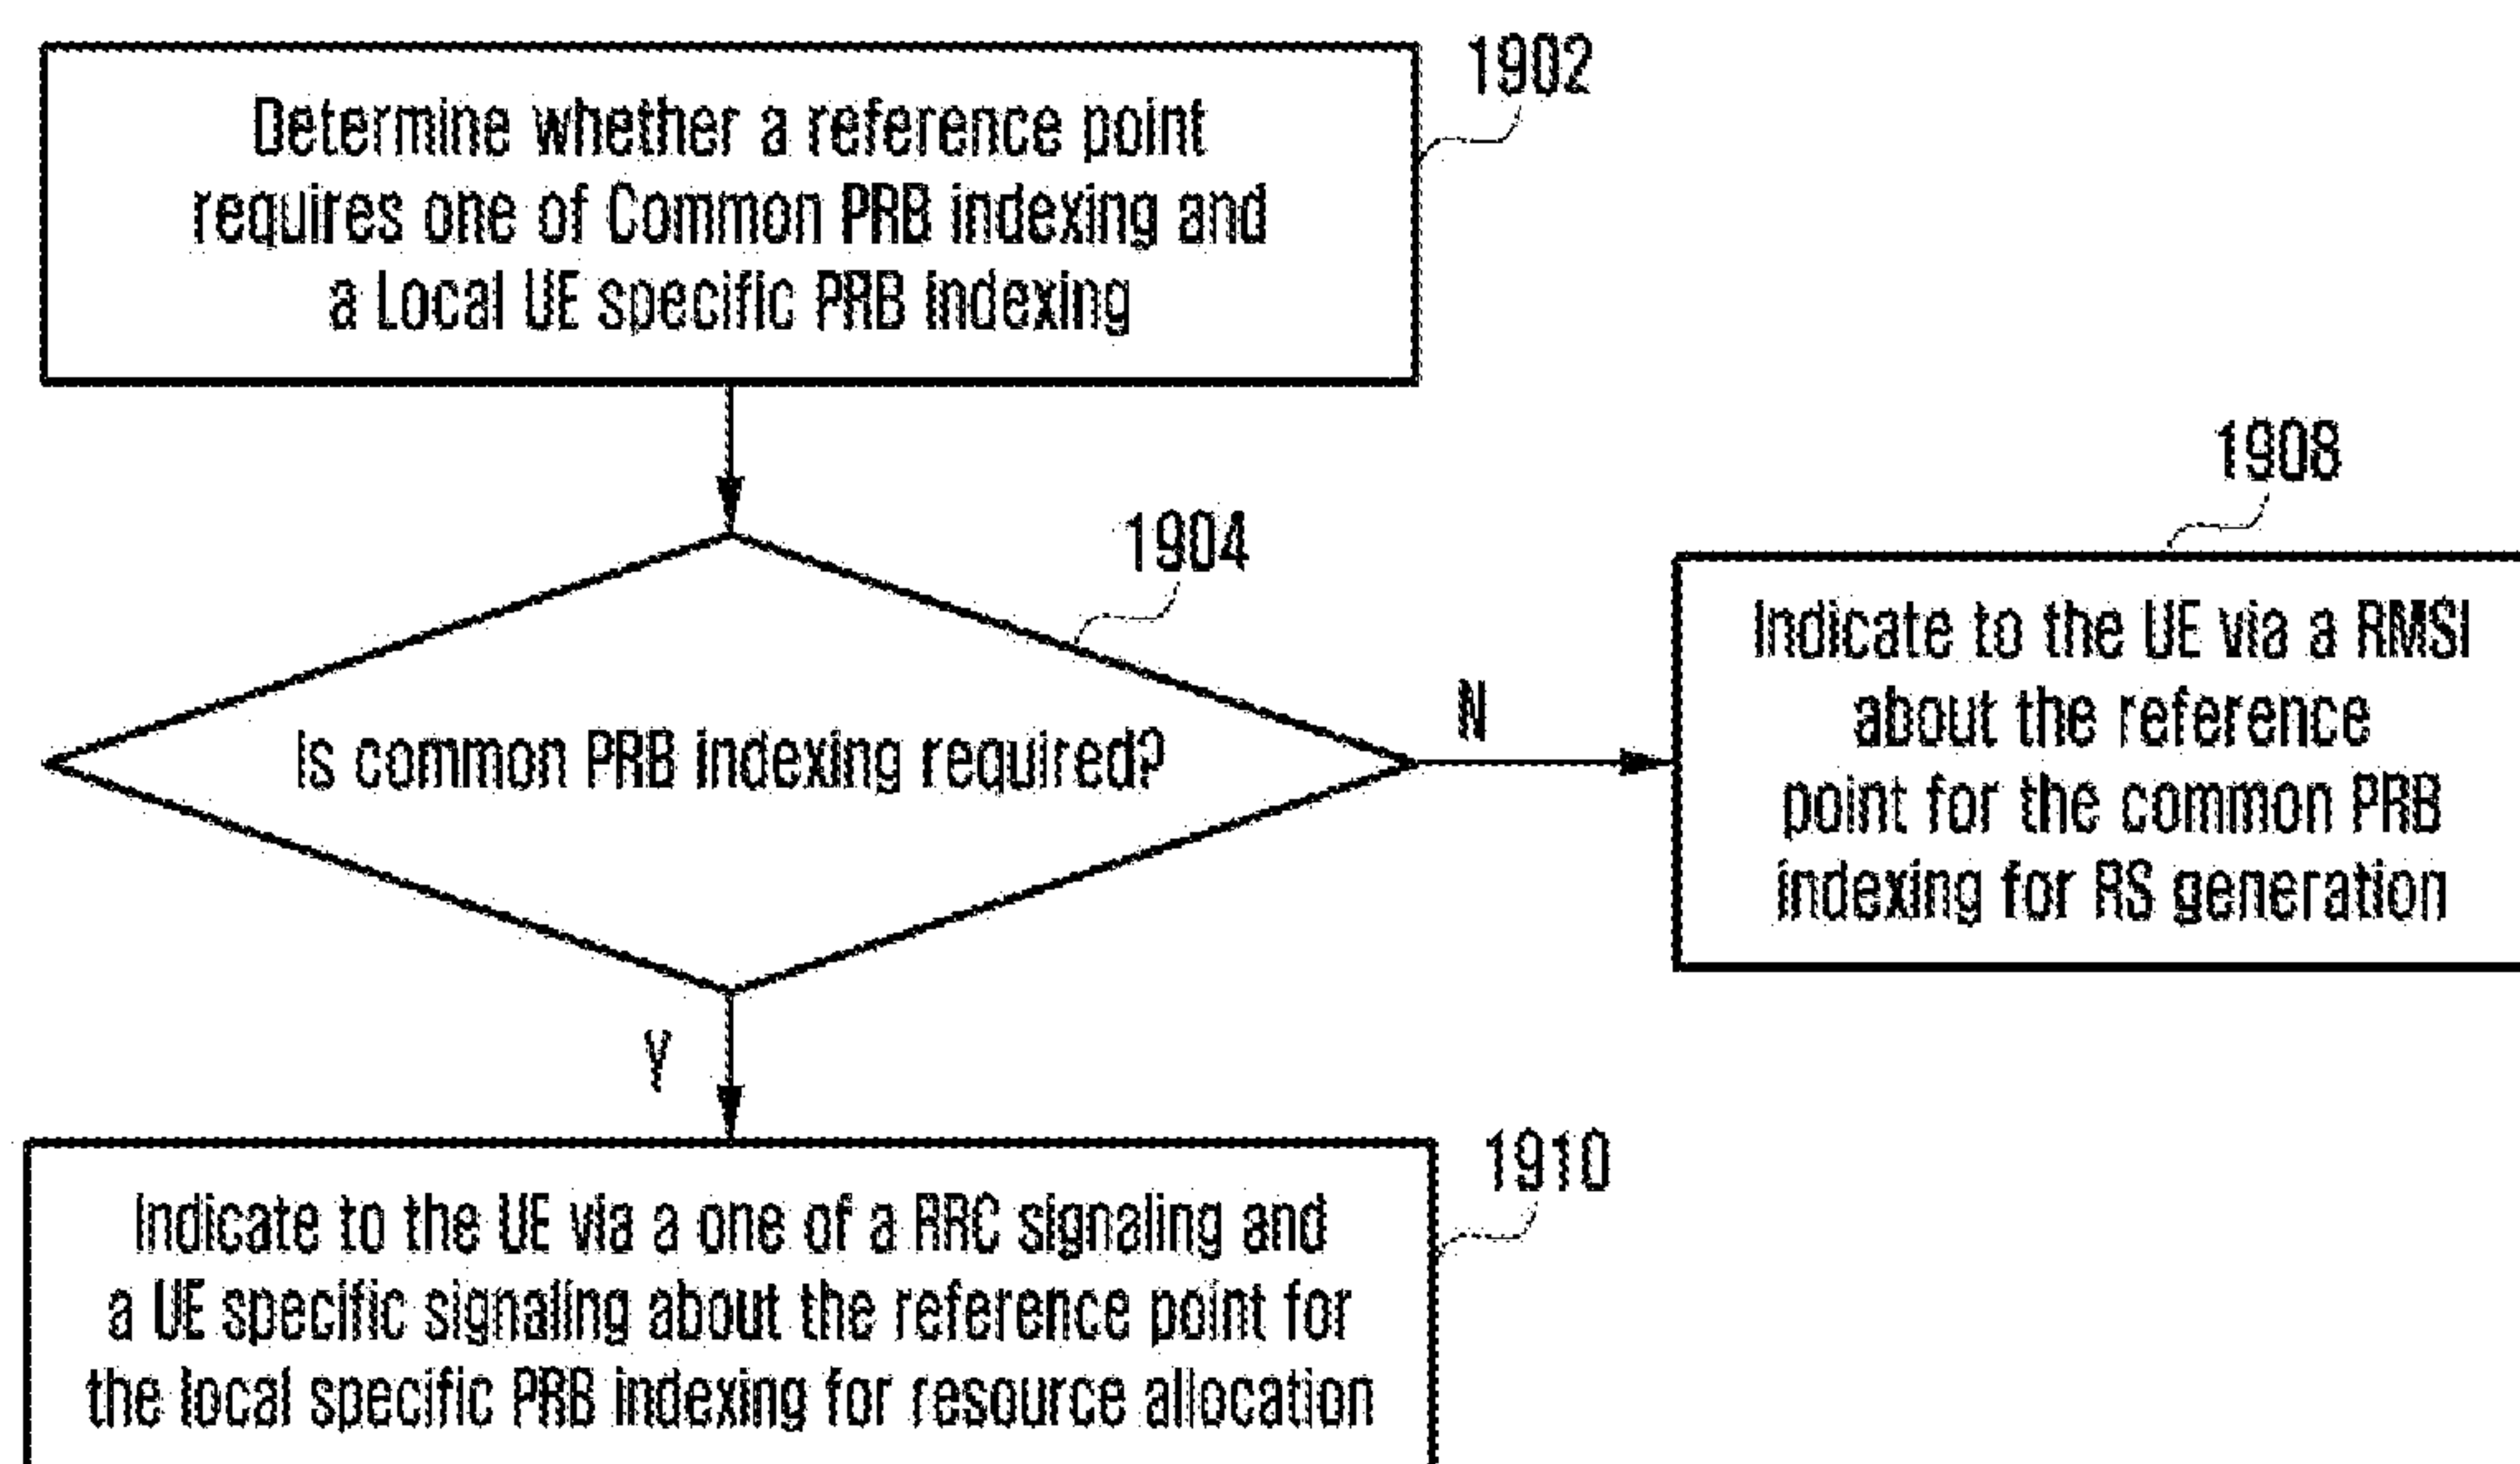 1902
Determine whether a reference point
requires one of Common PRB indexing and
a Local UE specific PRB indexing
1904
Is common PRB indexing required?
N
1908
Indicate to the UE via a RMSI
about the reference
point for the common PRB
indexing for RS generation
Y
1910
Indicate to the UE via a one of a RRC signaling and
a UE specific signaling about the reference point for
the local specific PRB indexing for resource allocation